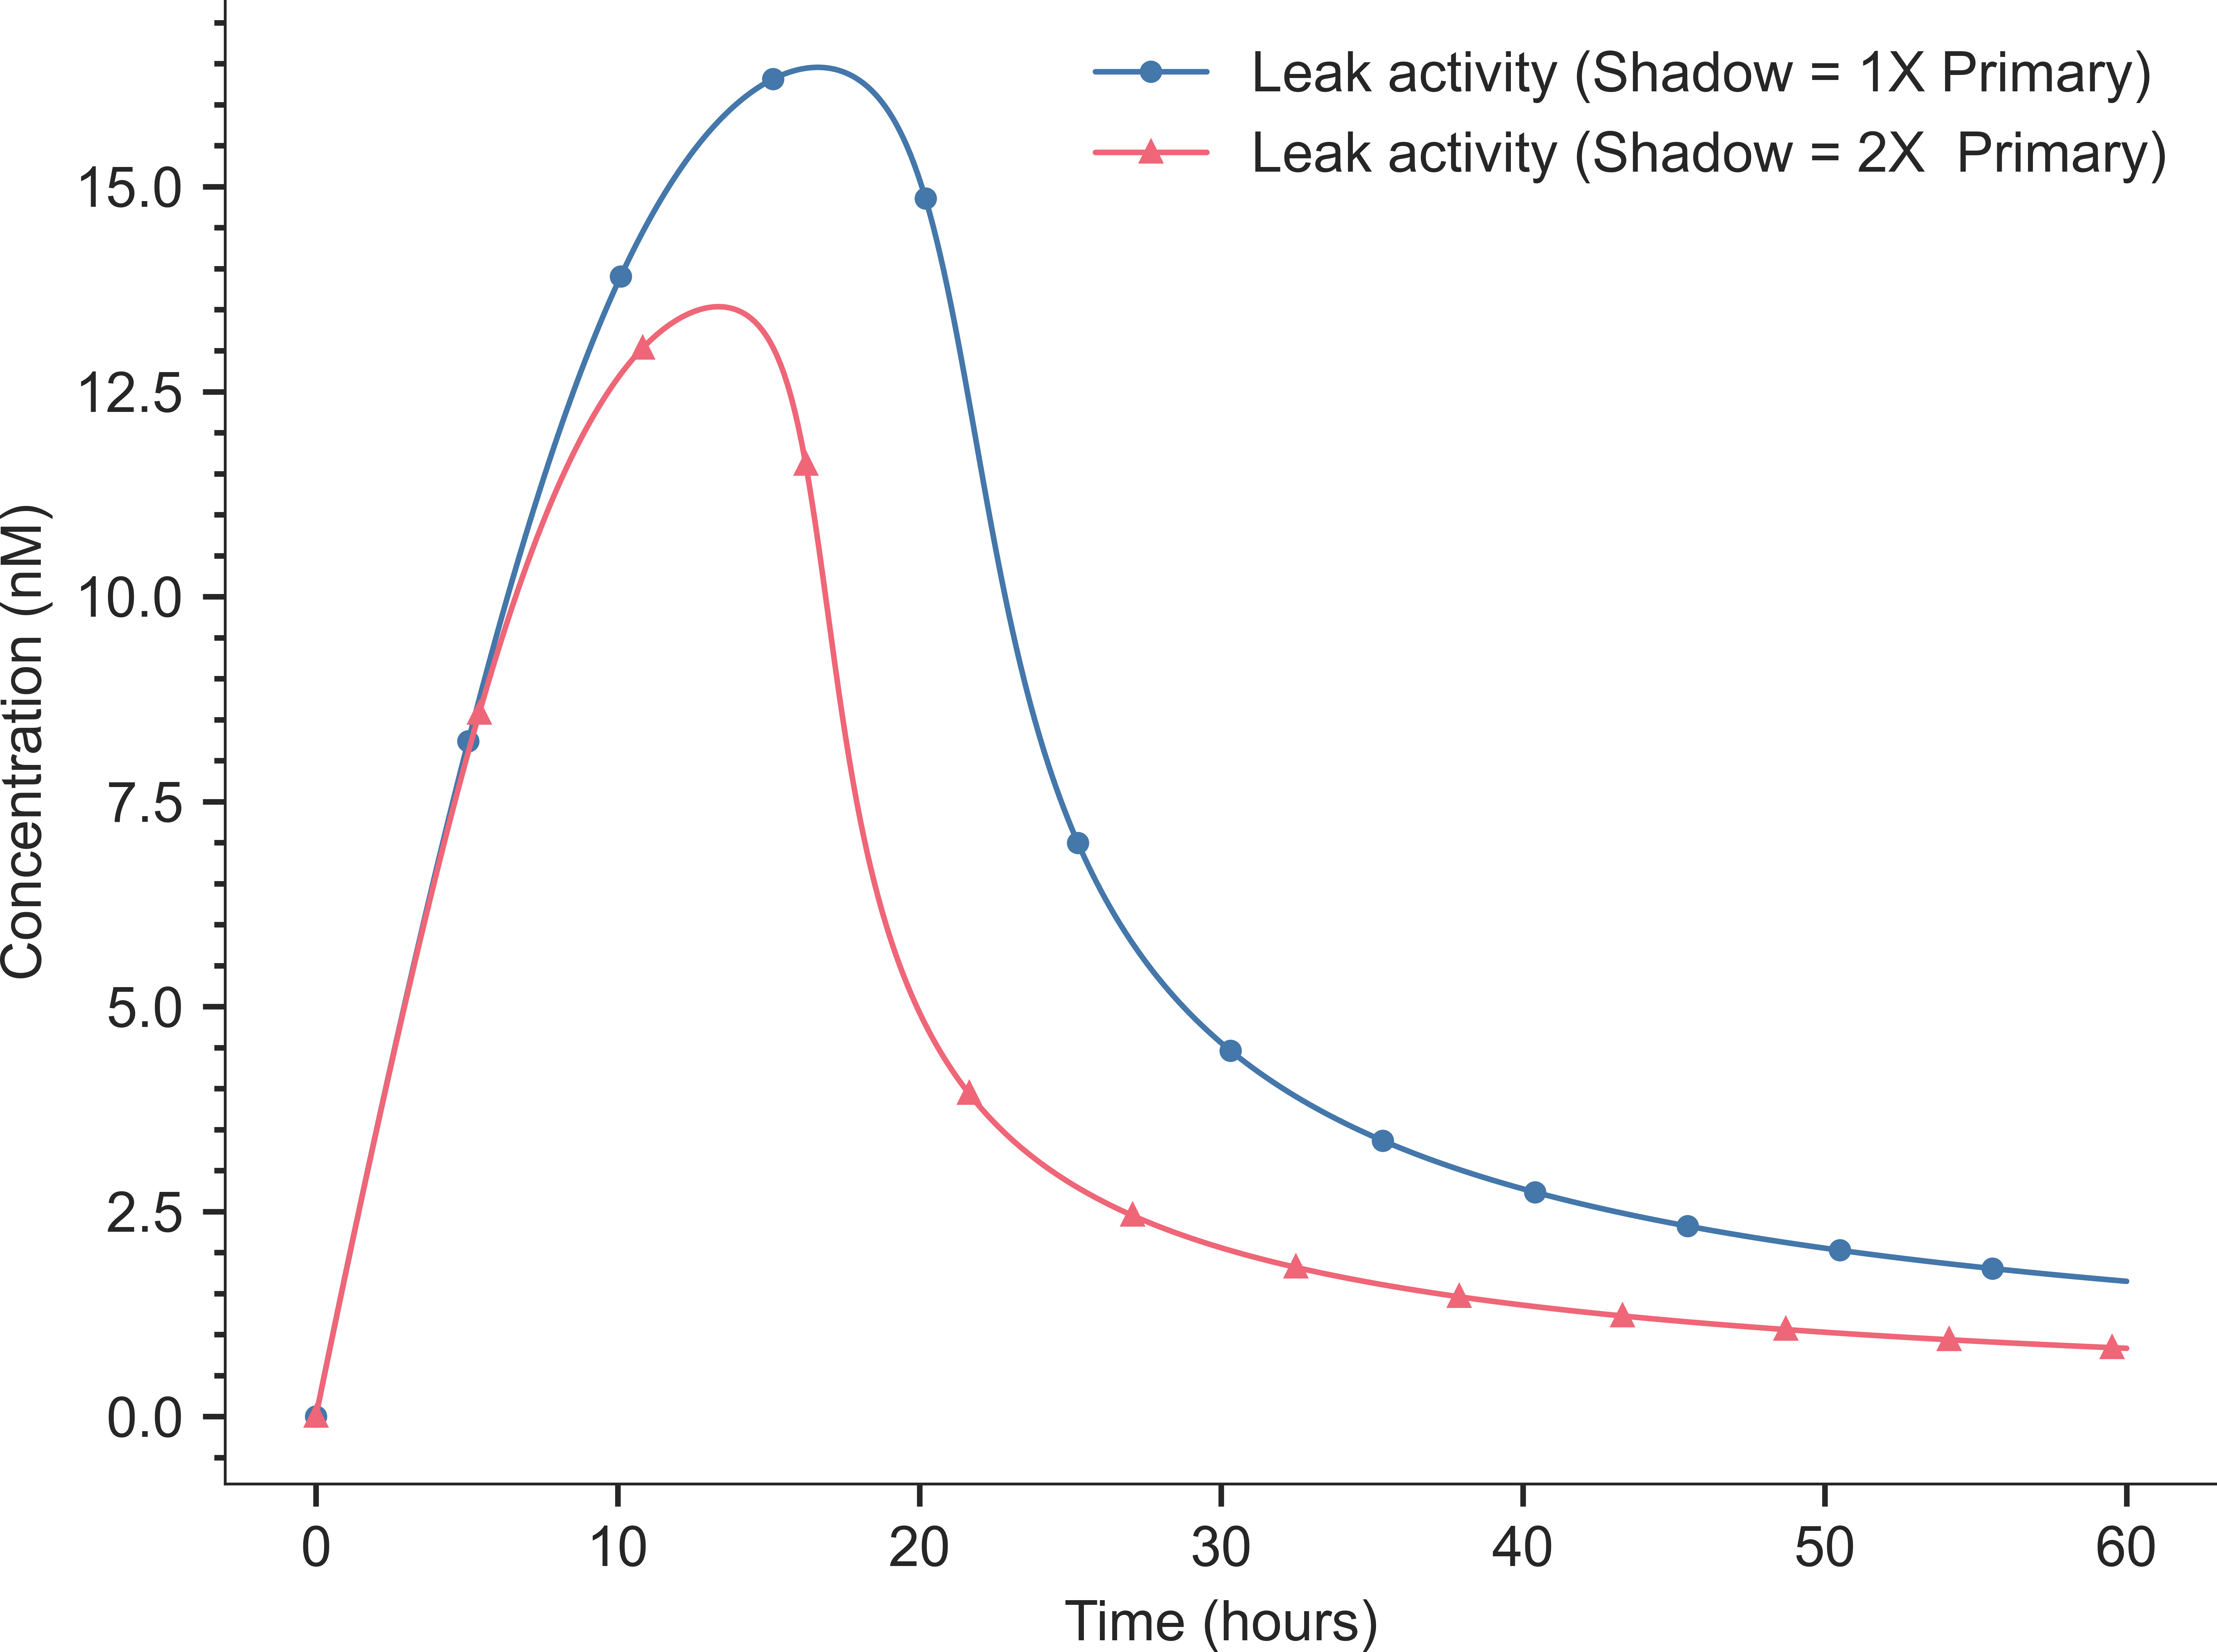 Leak activity (Shadow = 1X Primary)
Leak activity (Shadow = 2X  Primary)
Concentration (nM)
15.0
12.5
10.0
7.5
5.0
2.5
0.0
0 10 20 30 40 50 60
Time (hours)